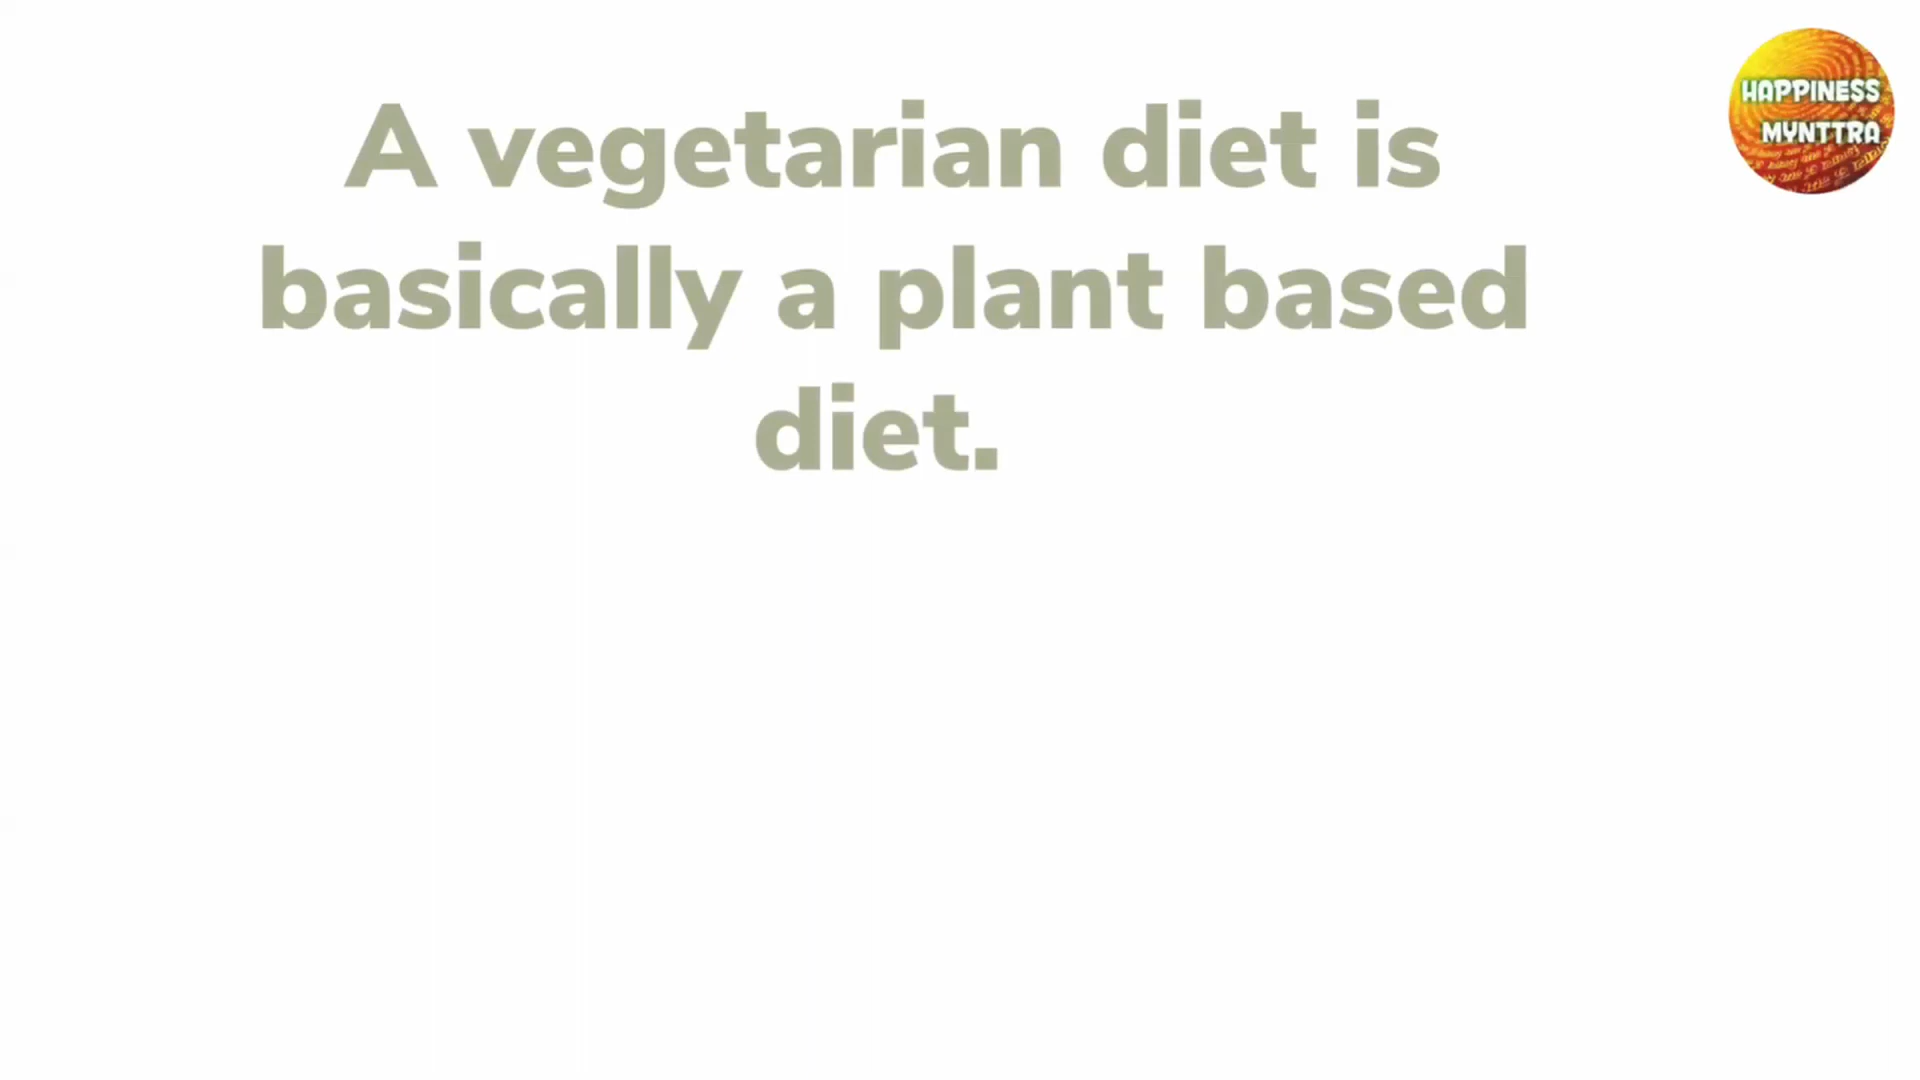 A vegetarian diet is
basically a plant based
diet.
HAPPINESS
MYNTTRA